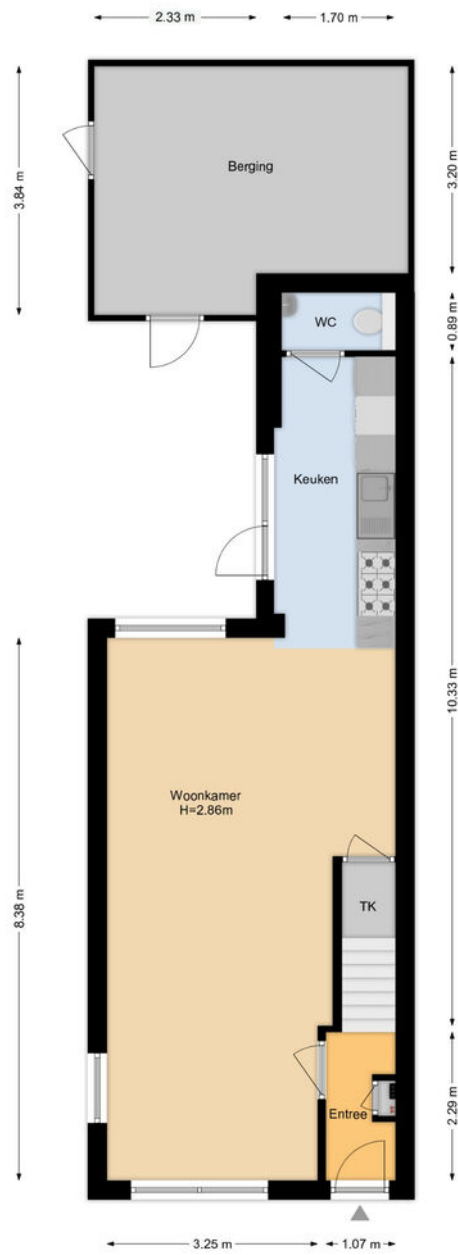 2.33 m
1.70 m
3.84 m
Berging
3.20 m
WC
0.89 m
Keuken
10.33 m
Woonkamer
H=2.86m
8.38 m
TK
Entree
2.29 m
3.25 m
1.07 m